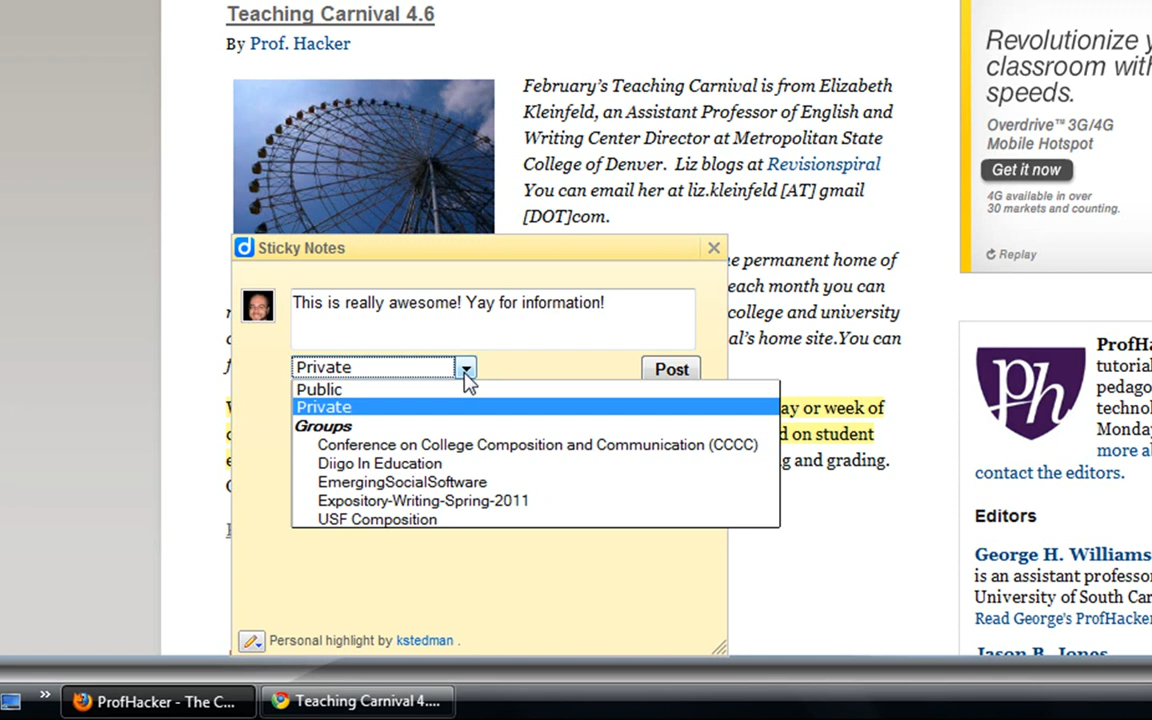 Teaching Carnival 4.6
By Prof. Hacker
February's Teaching Carnival is from Elizabeth
Kleinfeld, an Assistant Professor of English and
Writing Center Director at Metropolitan State
College of Denver. Liz blogs at Revisionspiral
You can email her at liz.kleinfeld [AT] gmail
[DOT]com.
permanent home of
each month you can
college and university
al's home site.You can
ay or week of
d on student
g and grading.
Sticky Notes
This is really awesome! Yay for information!
Private
Post
Public
Private
Groups
Conference on College Composition and Communication (CCCC)
Diigo In Education
EmergingSocialSoftware
Expository-Writing-Spring-2011
USF Composition
Personal highlight by kstedman .
Revolutionize y
classroom with
speeds.
Overdrive™ 3G/4G
Mobile Hotspot
Get it now
4G available in over
30 markets and counting.
Replay
ph
ProfHa
tutorial
pedago
technol
Monday
more ab
contact the editors.
Editors
George H. Williams
is an assistant professo
University of South Car
Read George's ProfHacker
Jason B. Jones
ProfHacker - The C...
Teaching Carnival 4....